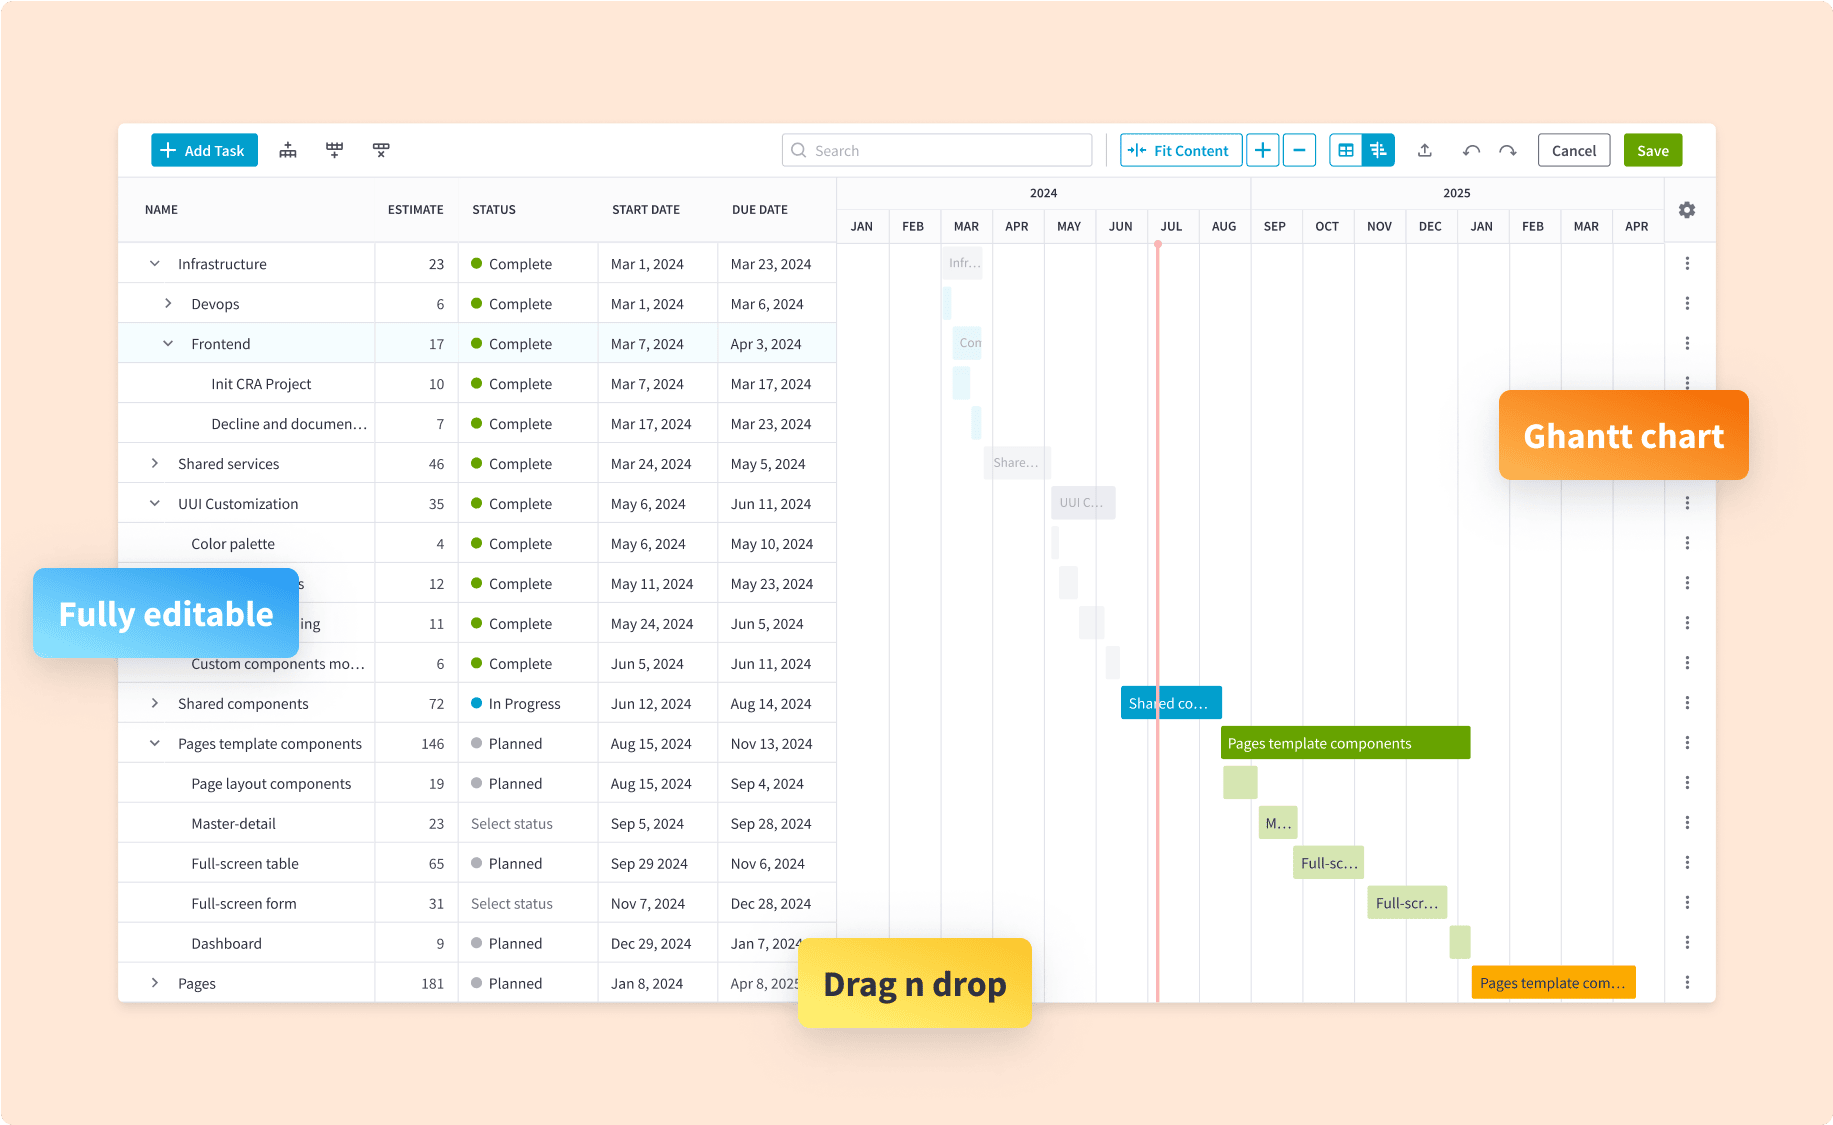 Add Task Search Fit Content Cancel Save
NAME ESTIMATE STATUS START DATE DUE DATE 2024 2025
JAN FEB MAR APR MAY JUN JUL AUG SEP OCT NOV DEC JAN FEB MAR APR
Infrastructure 23 Complete Mar 1, 2024 Mar 23, 2024 Infr...
Devops 6 Complete Mar 1, 2024 Mar 6, 2024
Frontend 17 Complete Mar 7, 2024 Apr 3, 2024 Com
Init CRA Project 10 Complete Mar 7, 2024 Mar 17, 2024
Decline and documen... 7 Complete Mar 17, 2024 Mar 23, 2024
Ghantt chart
Shared services 46 Complete Mar 24, 2024 May 5, 2024 Share...
UUI Customization 35 Complete May 6, 2024 Jun 11, 2024 UUI C...
Color palette 4 Complete May 6, 2024 May 10, 2024
s 12 Complete May 11, 2024 May 23, 2024
Fully editable
ing 11 Complete May 24, 2024 Jun 5, 2024
Custom components mo... 6 Complete Jun 5, 2024 Jun 11, 2024
Shared components 72 In Progress Jun 12, 2024 Aug 14, 2024 Shared co...
Pages template components 146 Planned Aug 15, 2024 Nov 13, 2024 Pages template components
Page layout components 19 Planned Aug 15, 2024 Sep 4, 2024
Master-detail 23 Select status Sep 5, 2024 Sep 28, 2024 M...
Full-screen table 65 Planned Sep 29 2024 Nov 6, 2024 Full-sc...
Full-screen form 31 Select status Nov 7, 2024 Dec 28, 2024 Full-scr...
Dashboard 9 Planned Dec 29, 2024 Jan 7, 2024
Pages 181 Planned Jan 8, 2024 Apr 8, 2025 Pages template com...
Drag n drop